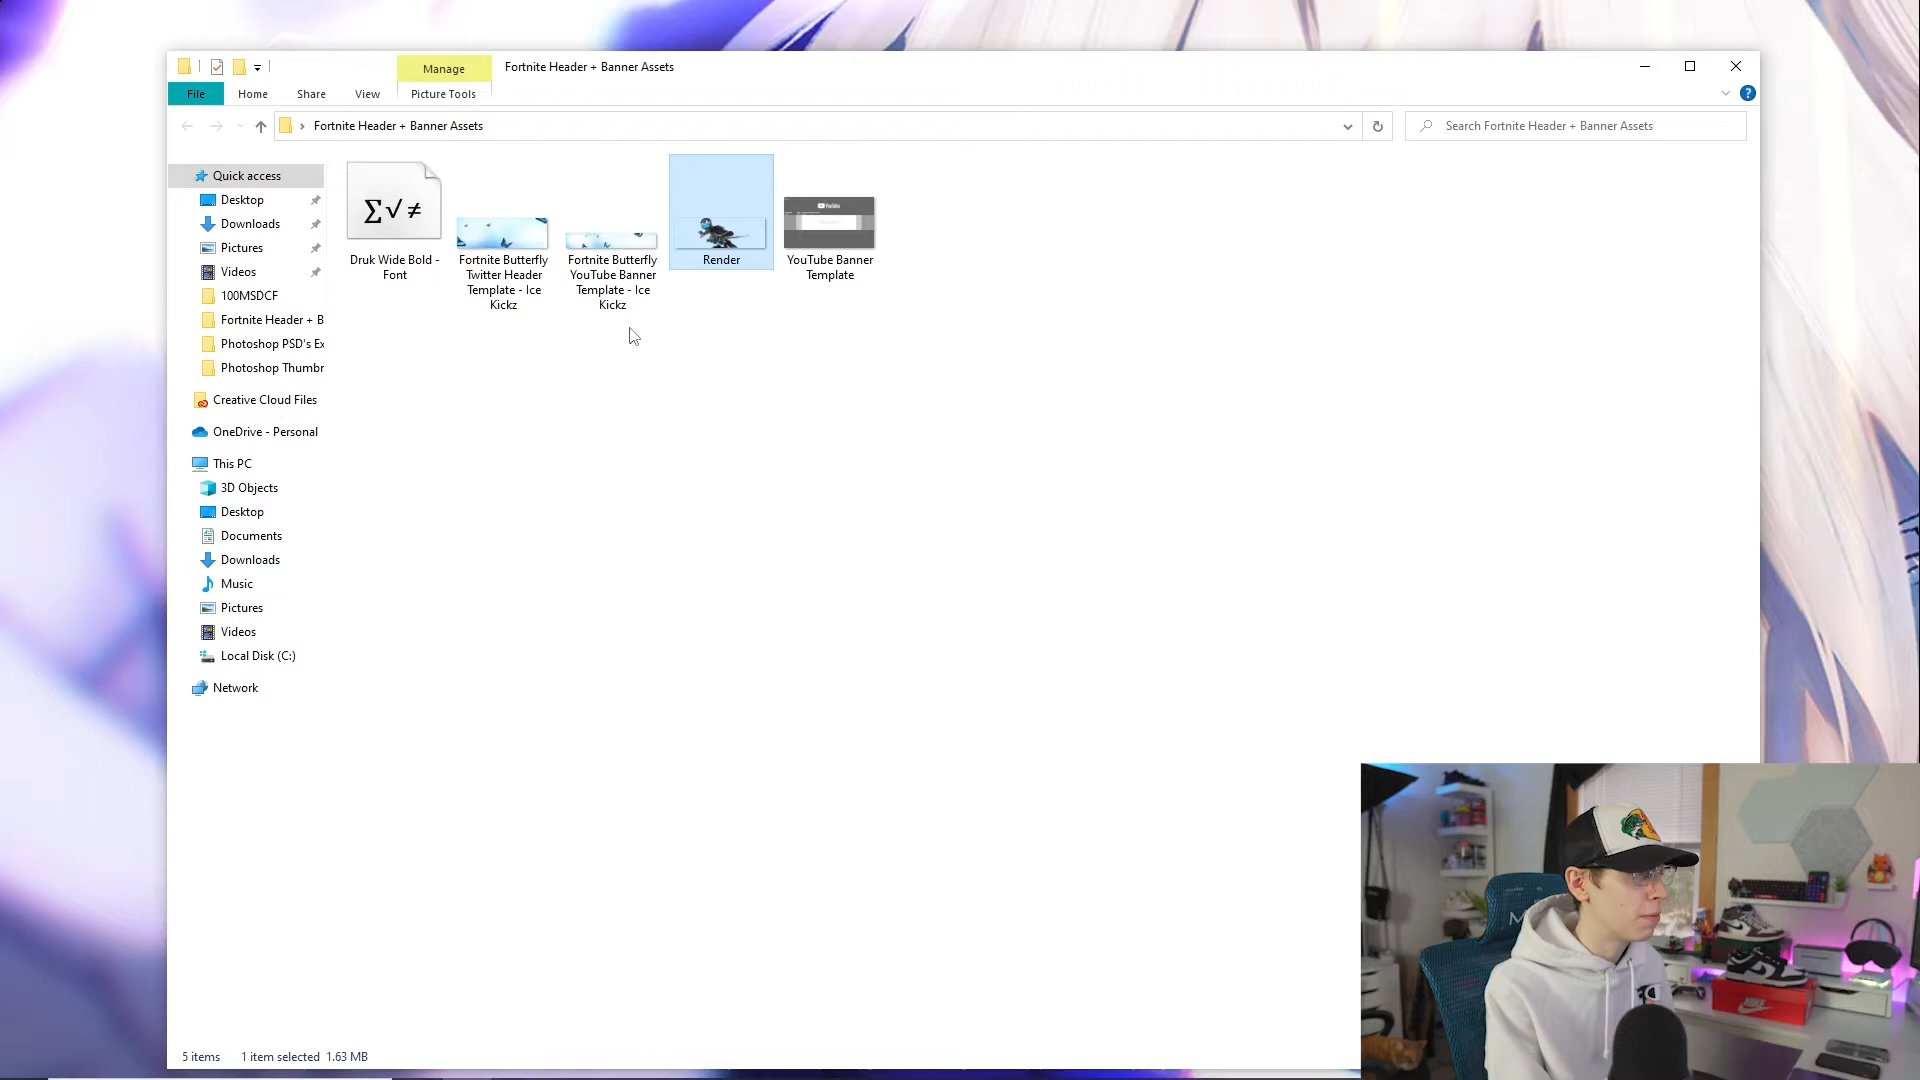 Manage
Fortnite Header + Banner Assets
File
Home
Share
View
Picture Tools
Fortnite Header + Banner Assets
Search Fortnite Header + Banner Assets
Quick access
Desktop
Downloads
Pictures
Videos
100MSDCF
Fortnite Header + B
Photoshop PSD's Ex
Photoshop Thumbr
Creative Cloud Files
OneDrive - Personal
This PC
3D Objects
Desktop
Documents
Downloads
Music
Pictures
Videos
Local Disk (C:)
Network
∑√≠
Druk Wide Bold -
Font
Fortnite Butterfly
Twitter Header
Template - Ice
Kickz
Fortnite Butterfly
YouTube Banner
Template - Ice
Kickz
Render
YouTube
YouTube Banner
Template
5 items
1 item selected 1.63 MB